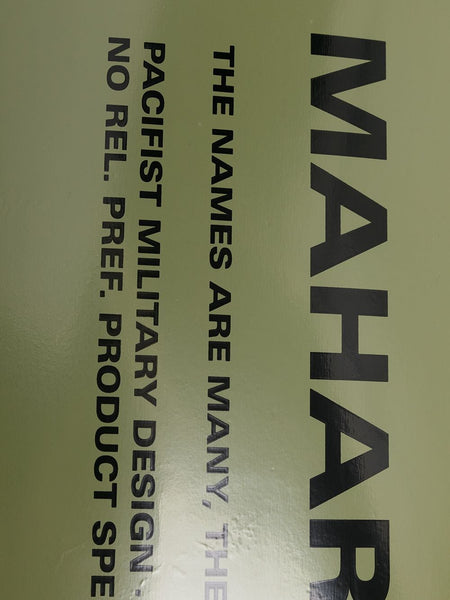 MAHAR
THE NAMES ARE MANY, THE
PACIFIST MILITARY DESIGN .
NO REL. PREF. PRODUCT SPE